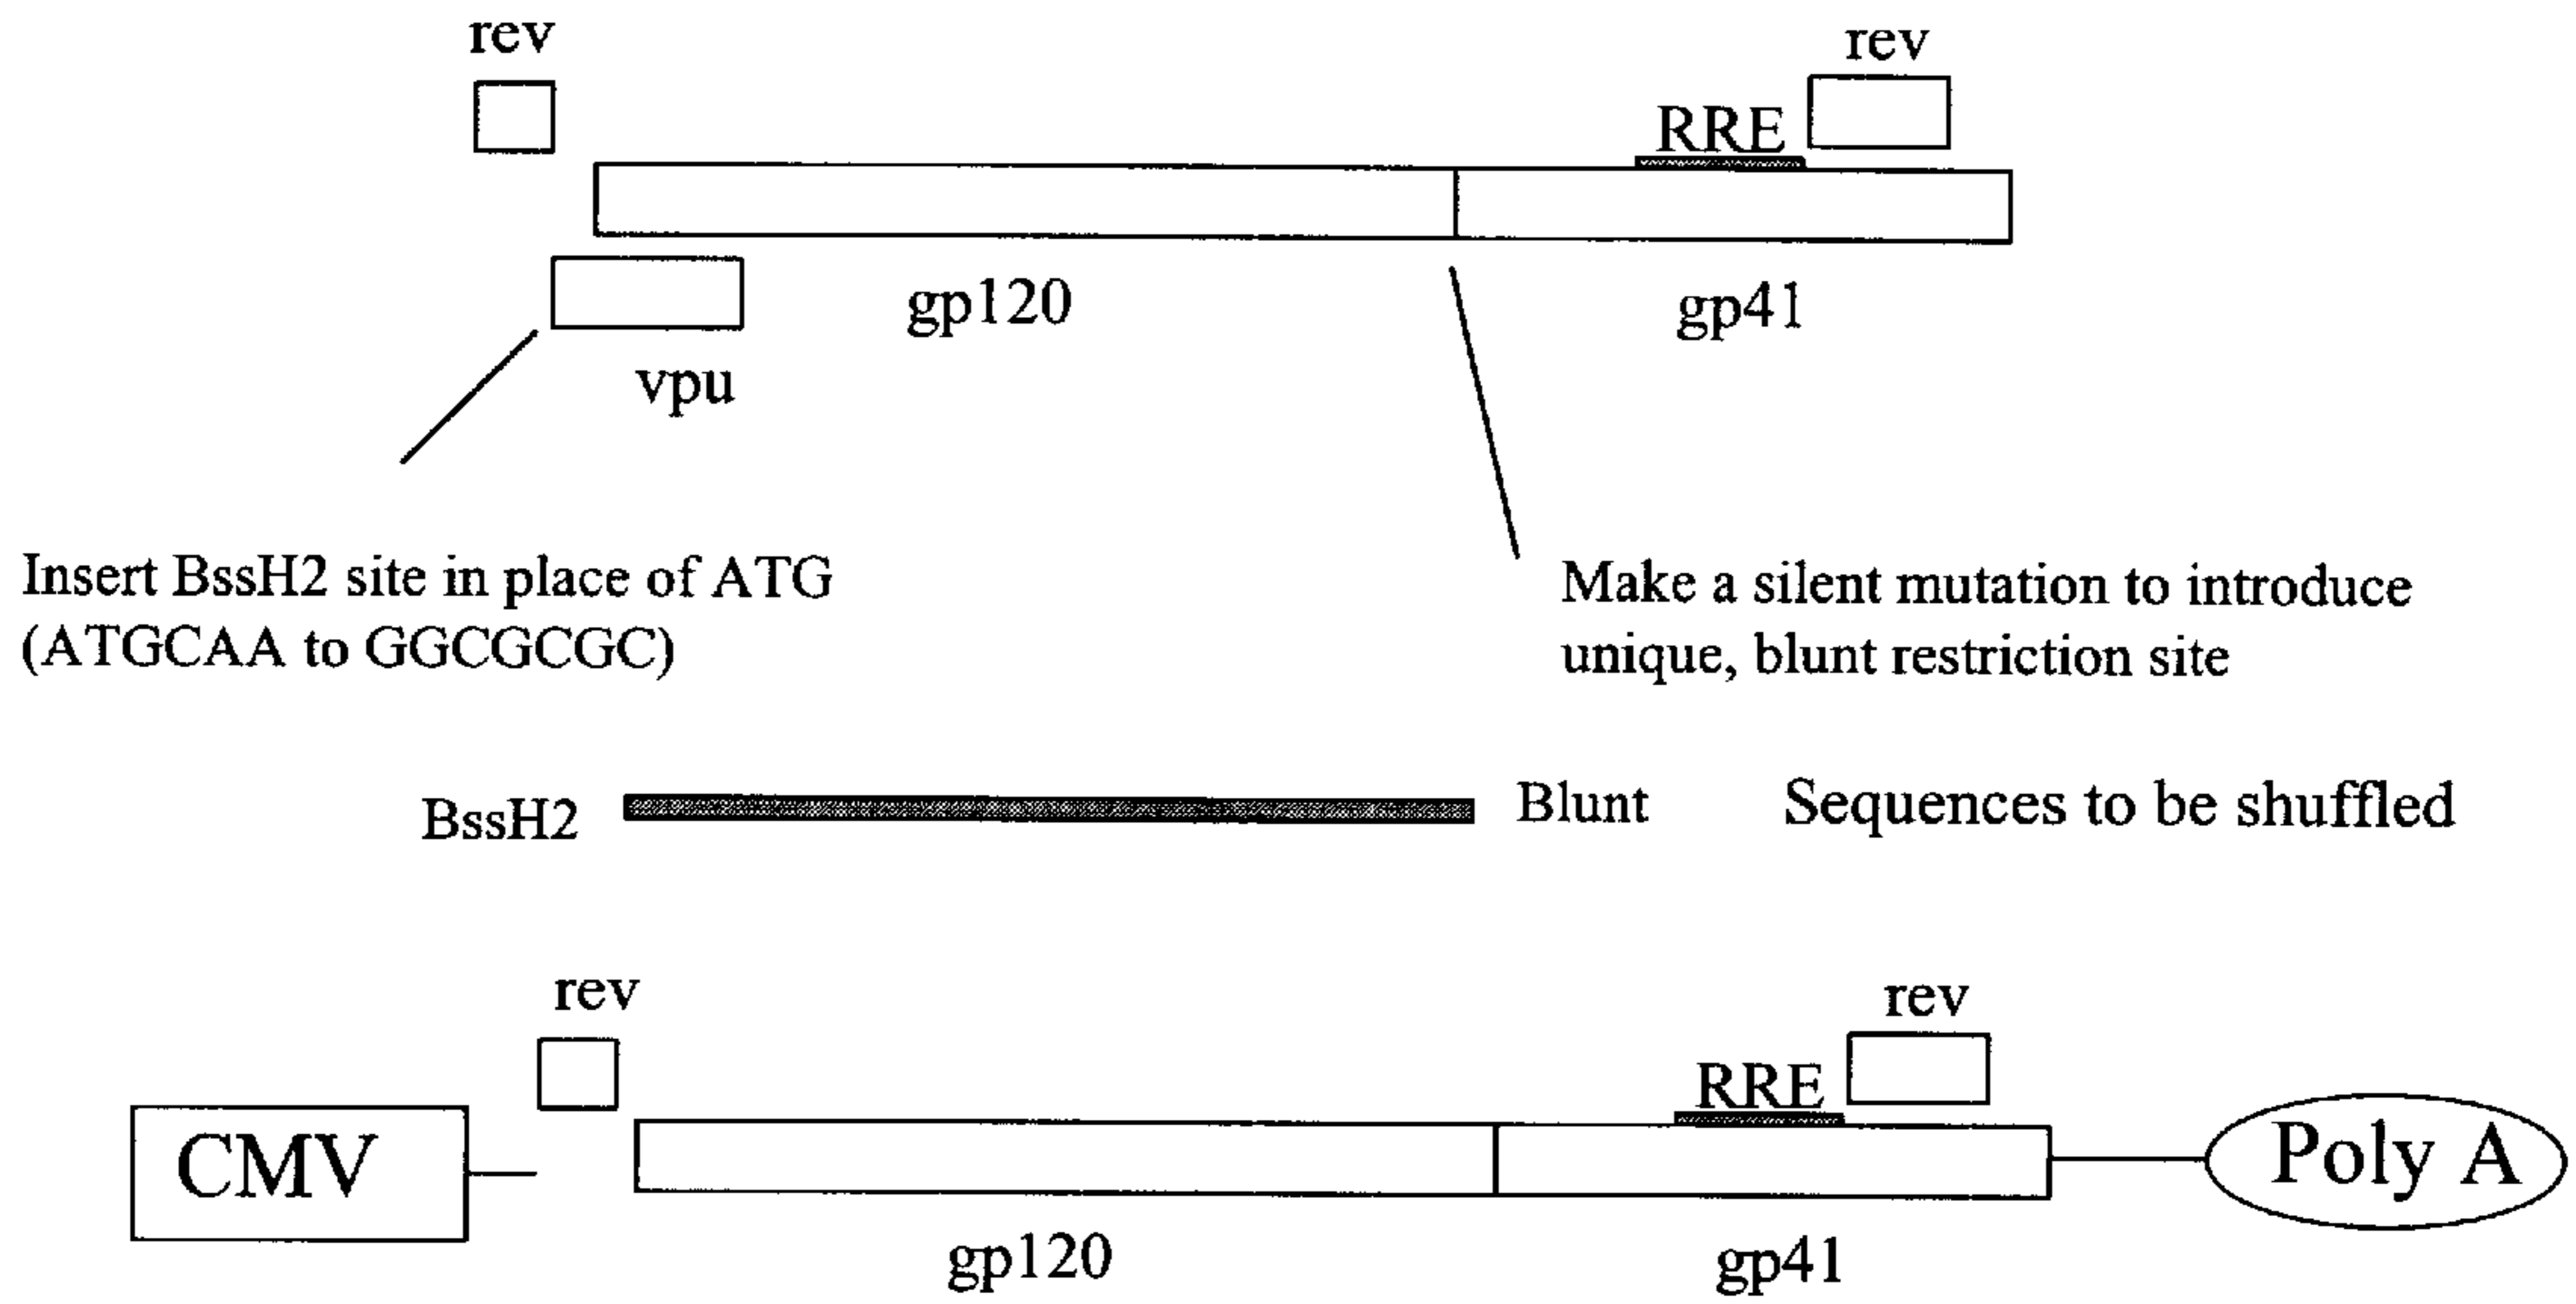 rev
rev
RRE
gp120
gp41
vpu
Insert BssH2 site in place of ATG
(ATGCAA to GGCGCGC)
Make a silent mutation to introduce
unique, blunt restriction site
BssH2
Blunt
Sequences to be shuffled
rev
rev
RRE
CMV
Poly A
gp120
gp41